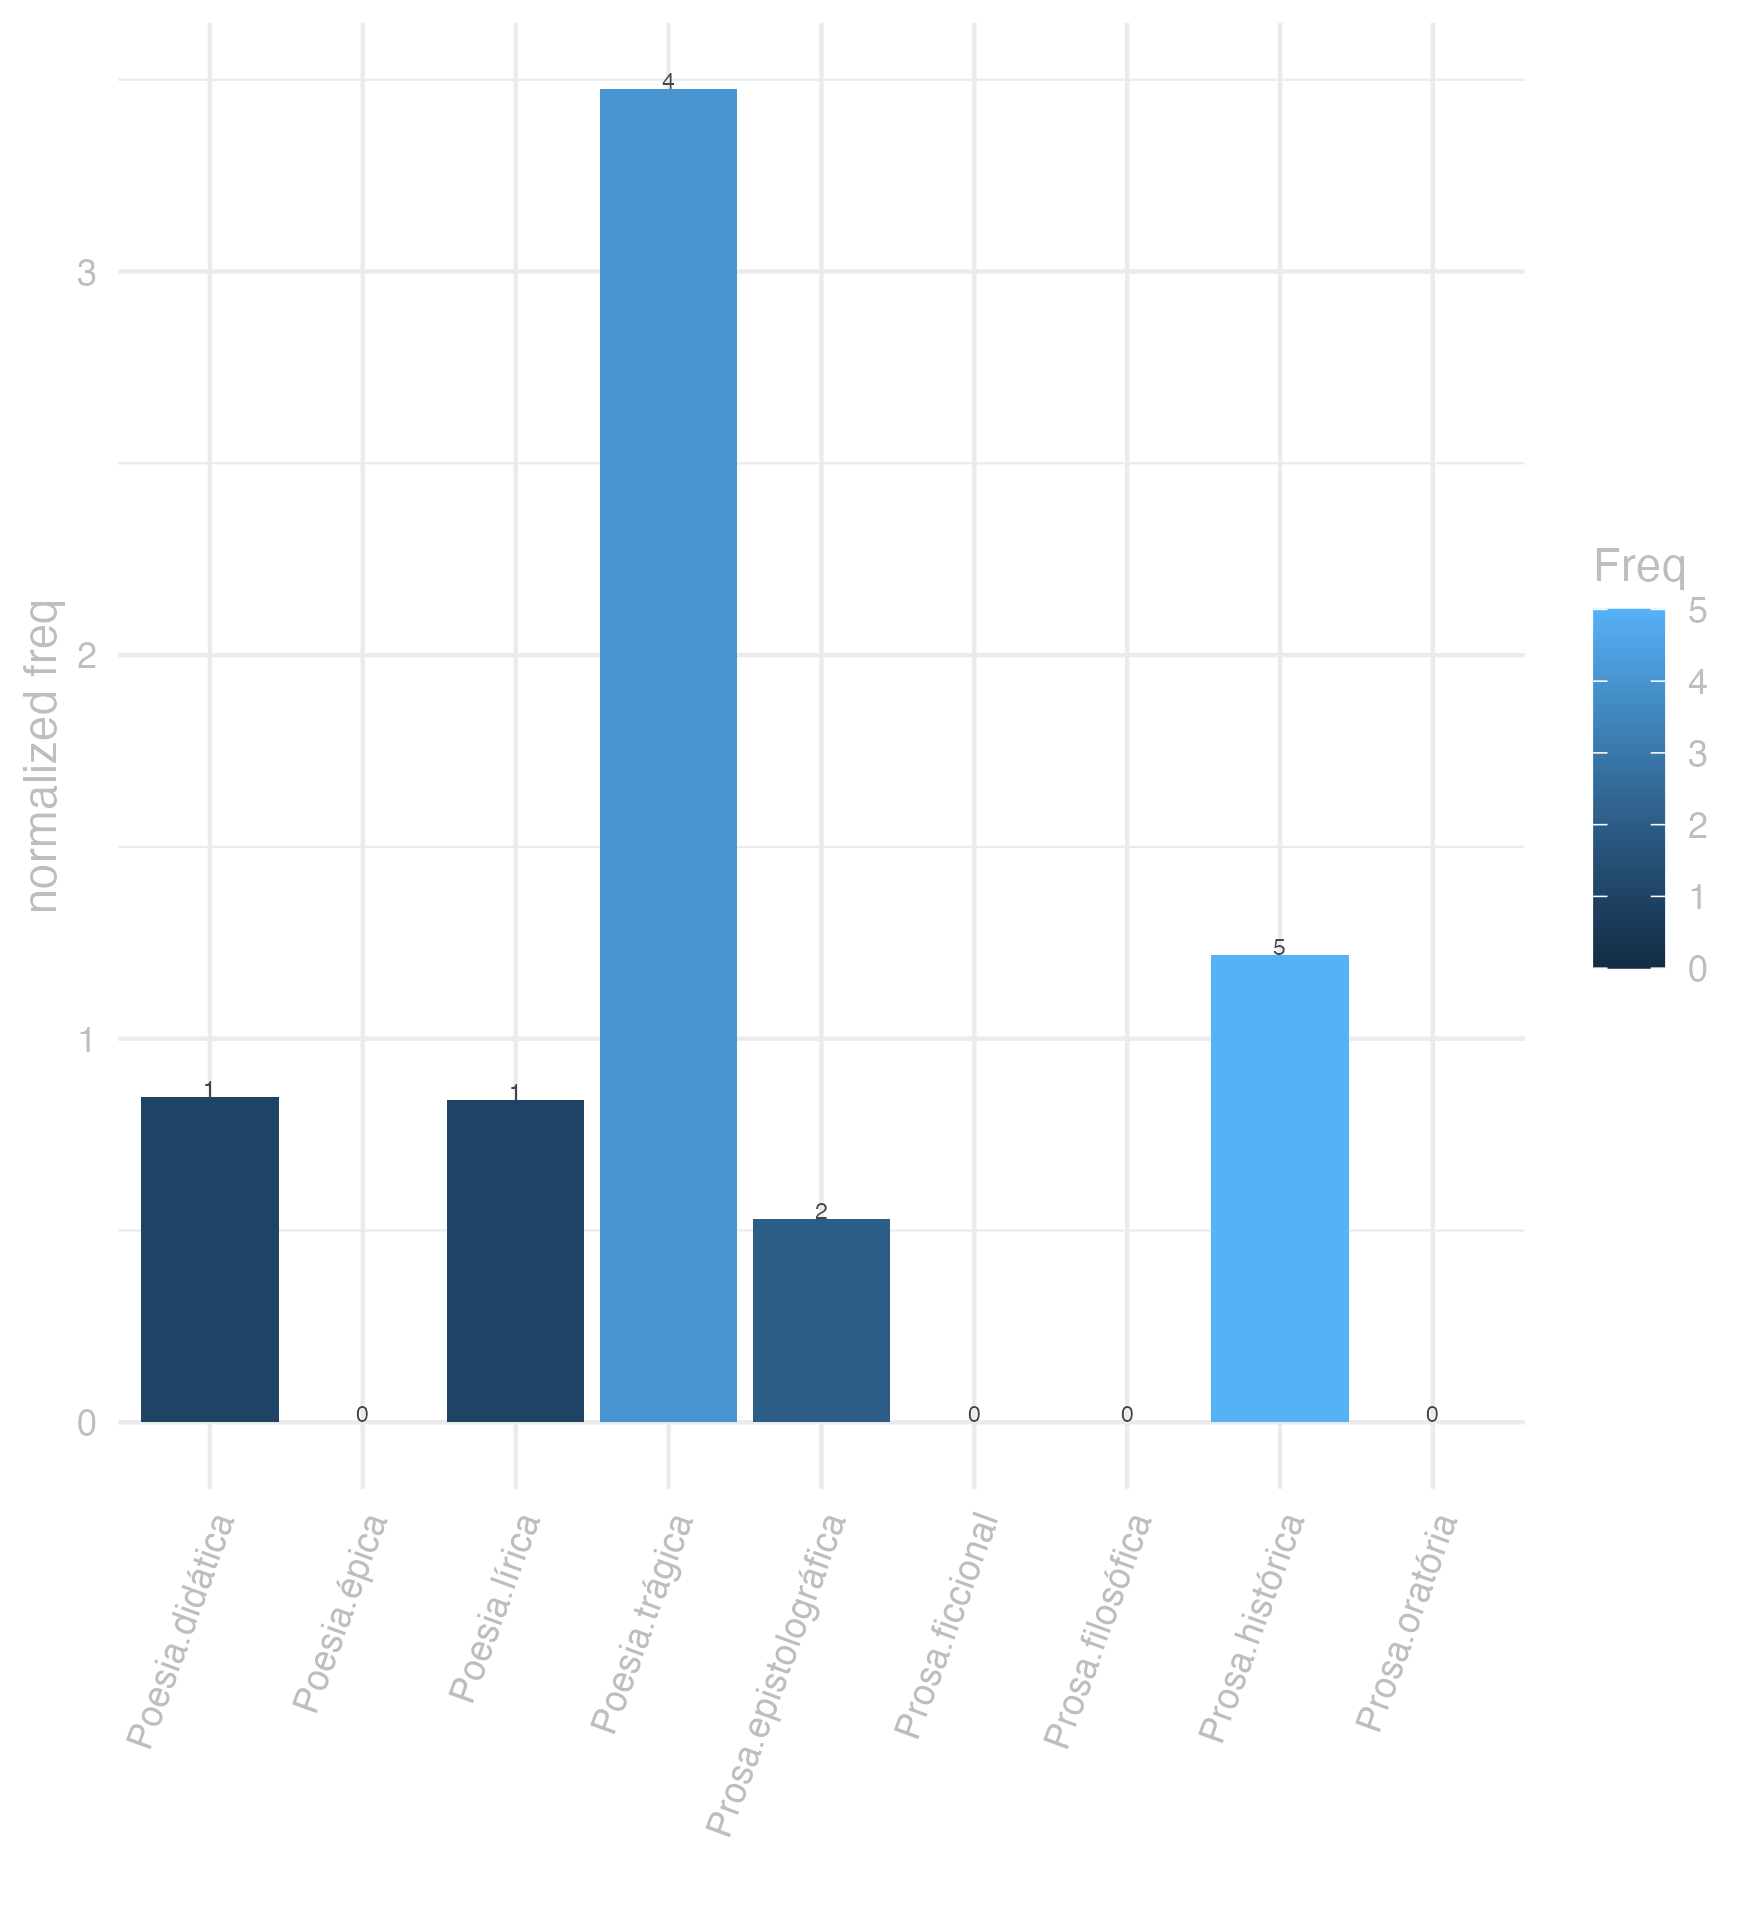 4
3
2
1
0
normalized freq
1
0
1
2
0
0
5
0
Poesia.didática
Poesia.épica
Poesia.lírica
Poesia.trágica
Prosa.epistolográfica
Prosa.ficcional
Prosa.filosófica
Prosa.histórica
Prosa.oratória
Freq
5
4
3
2
1
0